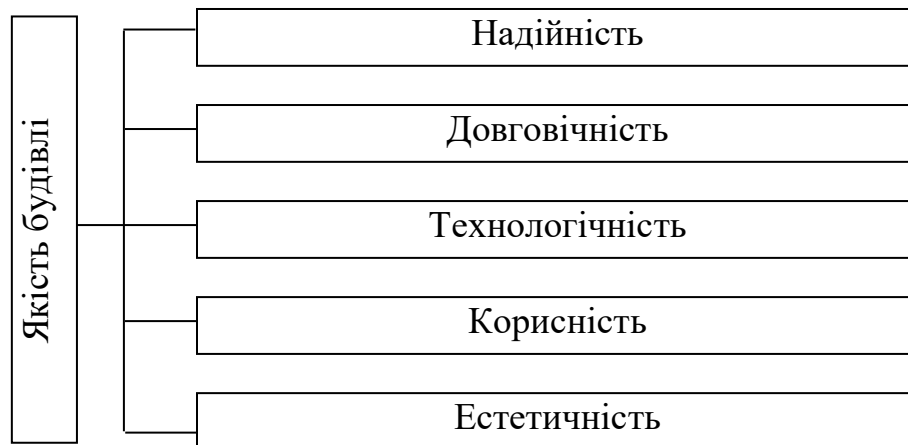 Якість будівлі
Надійність
Довговічність
Технологічність
Корисність
Естетичність